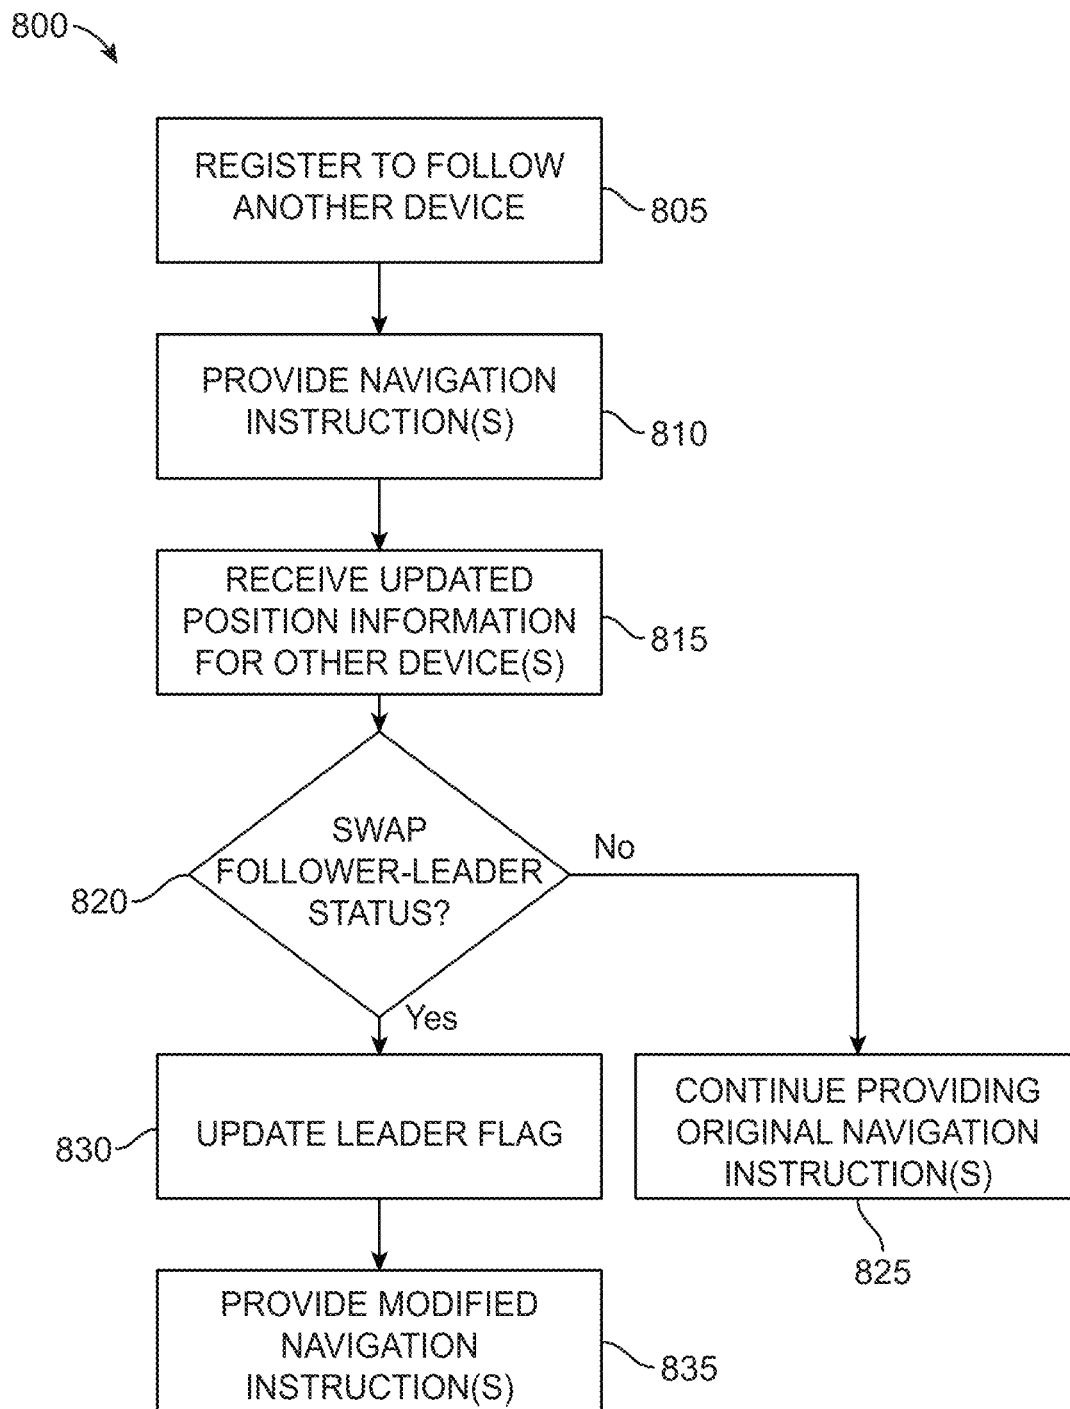 800
REGISTER TO FOLLOW
ANOTHER DEVICE
805
PROVIDE NAVIGATION
INSTRUCTION(S)
810
RECEIVE UPDATED
POSITION INFORMATION
FOR OTHER DEVICE(S)
815
SWAP
FOLLOWER-LEADER
STATUS?
820
No
Yes
UPDATE LEADER FLAG
830
CONTINUE PROVIDING
ORIGINAL NAVIGATION
INSTRUCTION(S)
825
PROVIDE MODIFIED
NAVIGATION
INSTRUCTION(S)
835